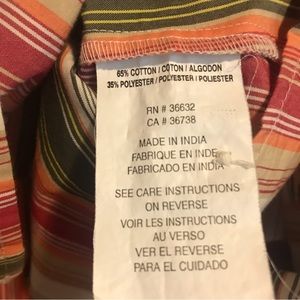 65% COTTON / COTON / ALGODON
35% POLYESTER / POLYESTER / POLIESTER
RN # 36632
CA # 36738
MADE IN INDIA
FABRIQUE EN INDE
FABRICADO EN INDIA
SEE CARE INSTRUCTIONS
ON REVERSE
VOIR LES INSTRUCTIONS
AU VERSO
VER EL REVERSE
PARA EL CUIDADO